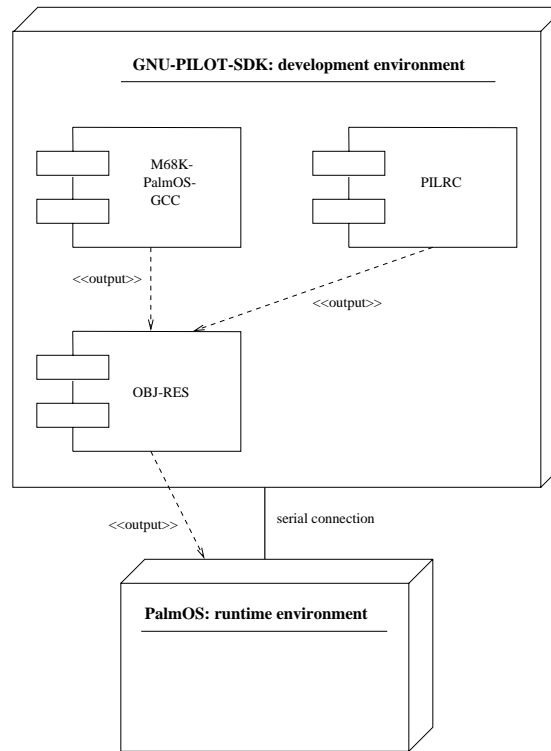 GNU-PILOT-SDK: development environment
M68K-
PalmOS-
GCC
PILRC
<<output>>
<<output>>
OBJ-RES
<<output>>
serial connection
PalmOS: runtime environment